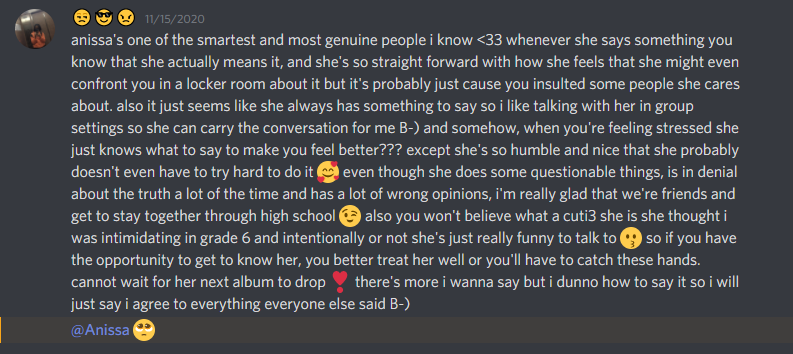 😒😎😠 11/15/2020
anissa's one of the smartest and most genuine people i know <33 whenever she says something you
know that she actually means it, and she's so straight forward with how she feels that she might even
confront you in a locker room about it but it's probably just cause you insulted some people she cares
about. also it just seems like she always has something to say so i like talking with her in group
settings so she can carry the conversation for me B-) and somehow, when you're feeling stressed she
just knows what to say to make you feel better??? except she's so humble and nice that she probably
doesn't even have to try hard to do it 🥰 even though she does some questionable things, is in denial
about the truth a lot of the time and has a lot of wrong opinions, i'm really glad that we're friends and
get to stay together through high school 😉 also you won't believe what a cuti3 she is she thought i
was intimidating in grade 6 and intentionally or not she's just really funny to talk to 😗 so if you have
the opportunity to get to know her, you better treat her well or you'll have to catch these hands.
cannot wait for her next album to drop ❣️ there's more i wanna say but i dunno how to say it so i will
just say i agree to everything everyone else said B-)
@Anissa 🥺